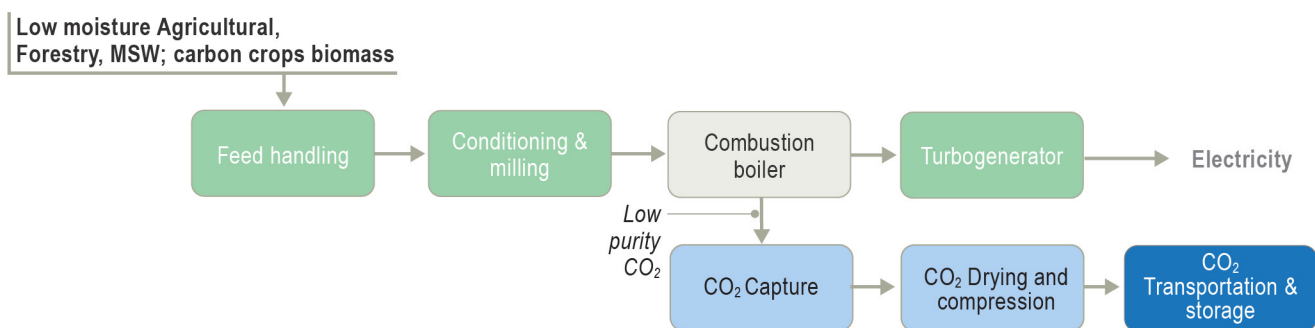 Low moisture Agricultural,
Forestry, MSW; carbon crops biomass
Feed handling
Conditioning &
milling
Combustion
boiler
Turbogenerator
Electricity
Low
purity
CO₂
CO₂ Capture
CO₂ Drying and
compression
CO₂
Transportation &
storage